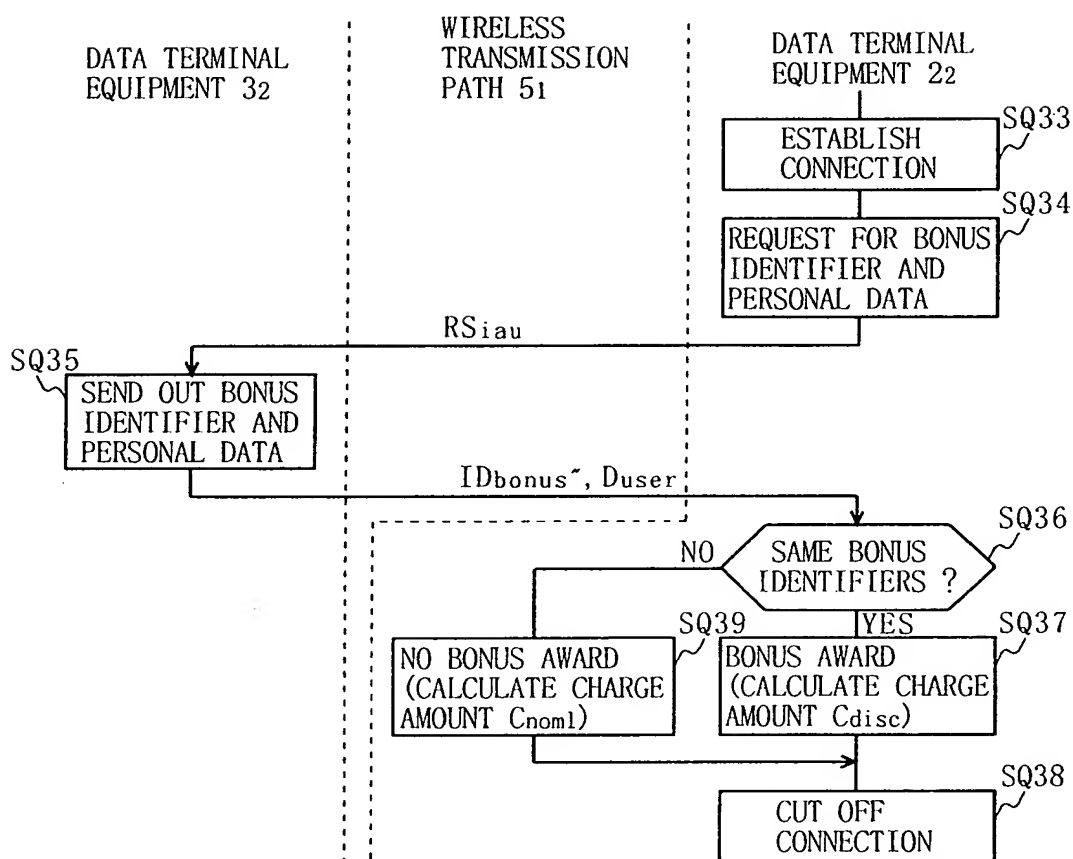 DATA TERMINAL
EQUIPMENT 32
WIRELESS
TRANSMISSION
PATH 51
DATA TERMINAL
EQUIPMENT 22
SQ33
ESTABLISH
CONNECTION
SQ34
REQUEST FOR BONUS
IDENTIFIER AND
PERSONAL DATA
RSiau
SQ35
SEND OUT BONUS
IDENTIFIER AND
PERSONAL DATA
IDbonus", Duser
SQ36
SAME BONUS
IDENTIFIERS ?
NO
YES
SQ39
NO BONUS AWARD
(CALCULATE CHARGE
AMOUNT Cnoml)
SQ37
BONUS AWARD
(CALCULATE CHARGE
AMOUNT Cdisc)
SQ38
CUT OFF
CONNECTION